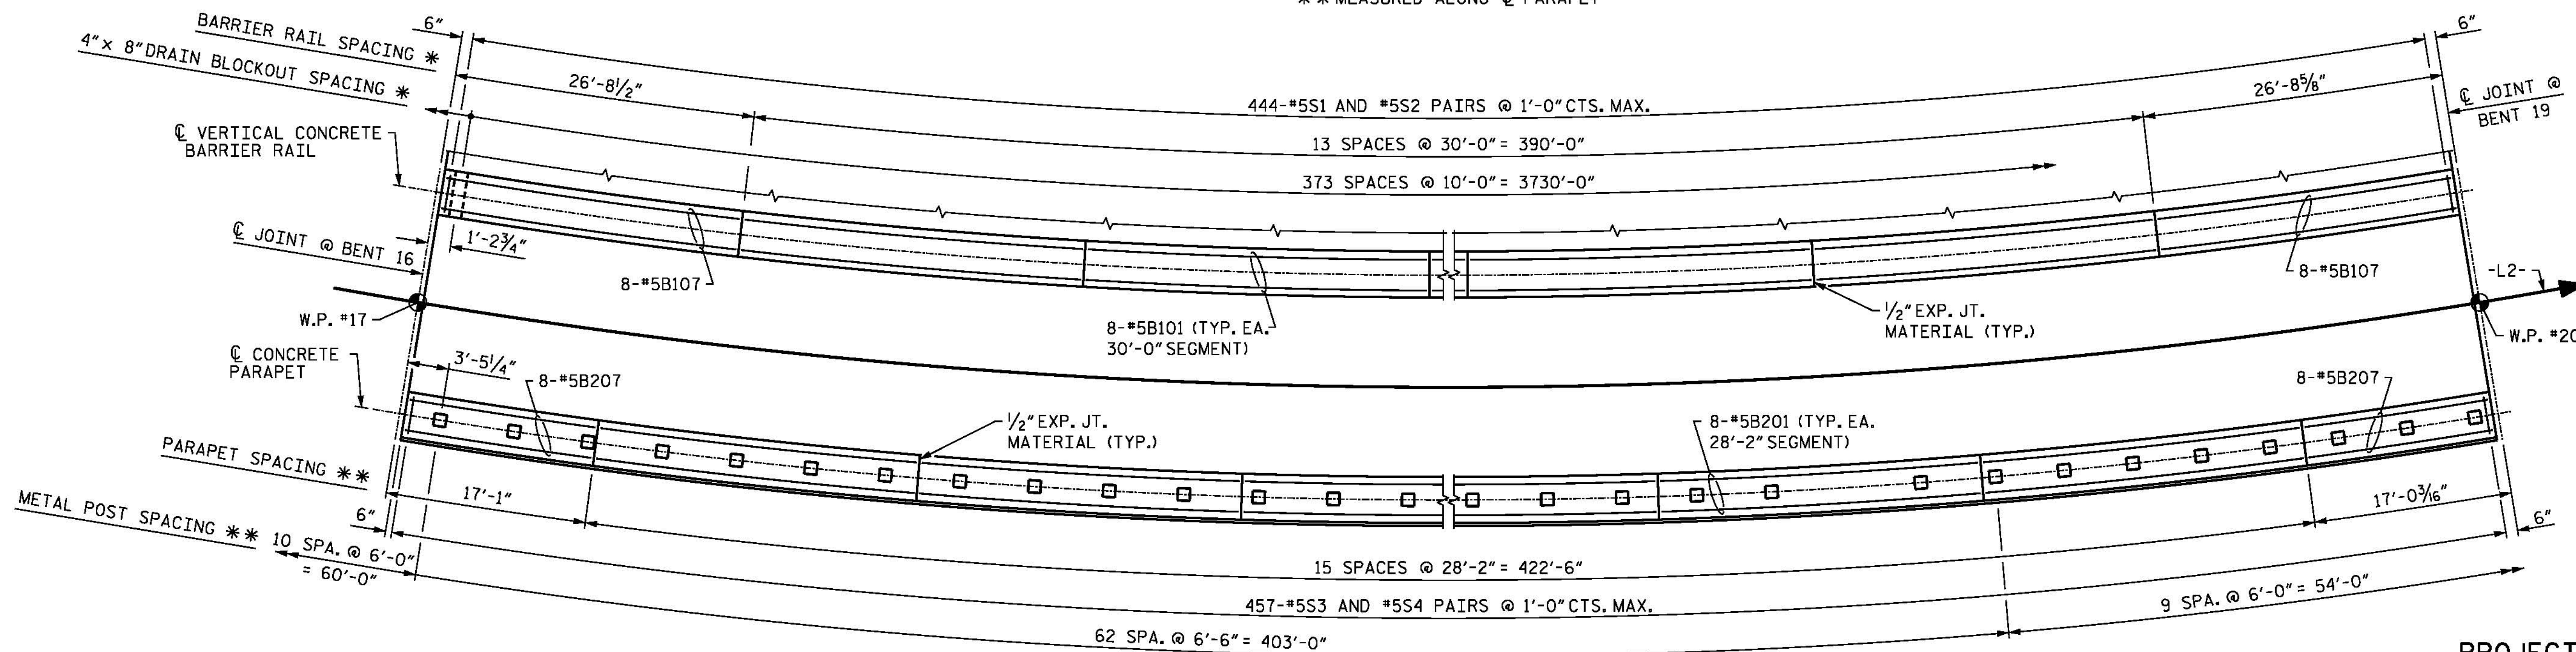 ** MEASURED ALONG ℄ PARAPET
BARRIER RAIL SPACING *
4" x 8" DRAIN BLOCKOUT SPACING *
6"
6"
26'-8½"
26'-8⅝"
444-#5S1 AND #5S2 PAIRS @ 1'-0" CTS. MAX.
13 SPACES @ 30'-0" = 390'-0"
373 SPACES @ 10'-0" = 3730'-0"
℄ JOINT @
BENT 19
℄ VERTICAL CONCRETE
BARRIER RAIL
℄ JOINT @ BENT 16
1'-2¾"
8-#5B107
8-#5B107
-L2-
W.P. #17
8-#5B101 (TYP. EA.
30'-0" SEGMENT)
½" EXP. JT.
MATERIAL (TYP.)
W.P. #20
℄ CONCRETE
PARAPET
3'-5¼"
8-#5B207
8-#5B207
½" EXP. JT.
MATERIAL (TYP.)
8-#5B201 (TYP. EA.
28'-2" SEGMENT)
PARAPET SPACING **
METAL POST SPACING **
6"
17'-1"
17'-0³⁄₁₆"
6"
10 SPA. @ 6'-0"
= 60'-0"
15 SPACES @ 28'-2" = 422'-6"
457-#5S3 AND #5S4 PAIRS @ 1'-0" CTS. MAX.
9 SPA. @ 6'-0" = 54'-0"
62 SPA. @ 6'-6" = 403'-0"
PROJECT